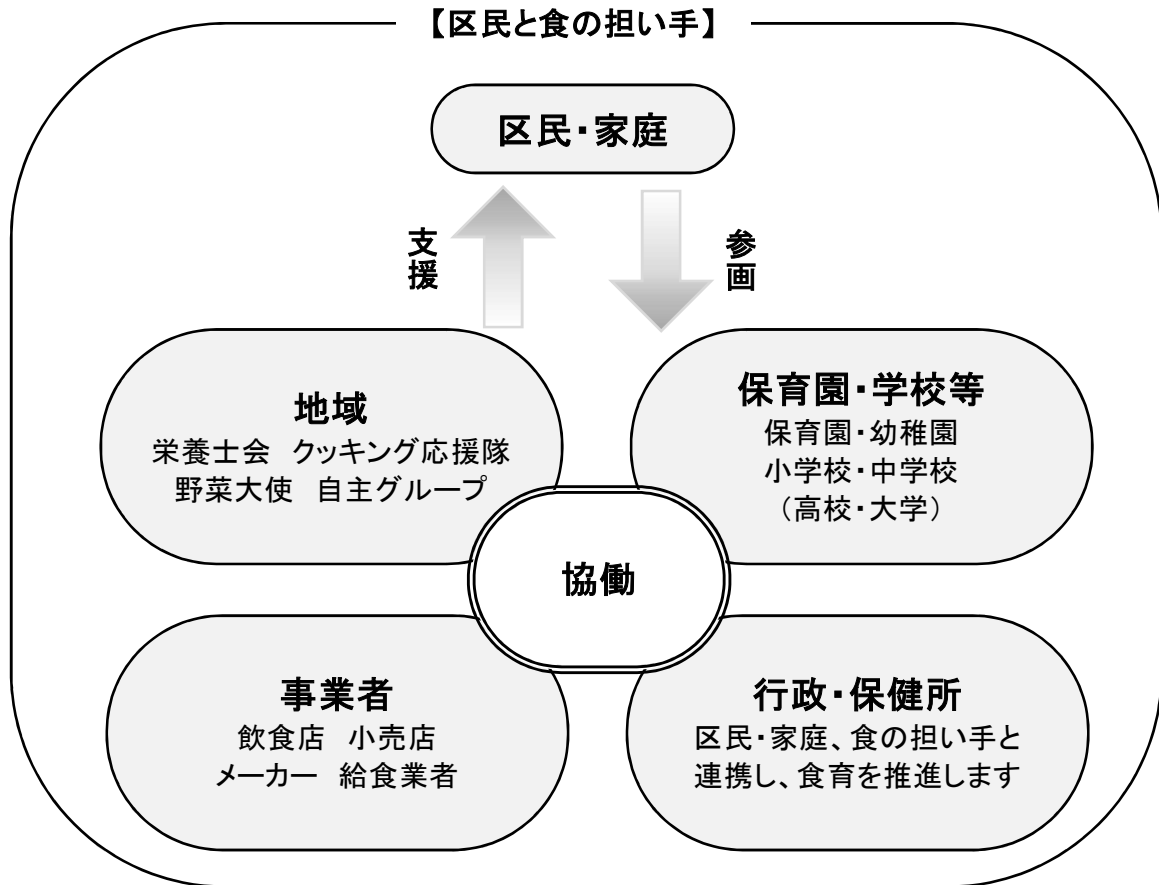 【区民と食の担い手】
区民・家庭
支援
参画
地域
栄養士会 クッキング応援隊
野菜大使 自主グループ
保育園・学校等
保育園・幼稚園
小学校・中学校
(高校・大学)
協働
事業者
飲食店 小売店
メーカー 給食業者
行政・保健所
区民・家庭、食の担い手と
連携し、食育を推進します